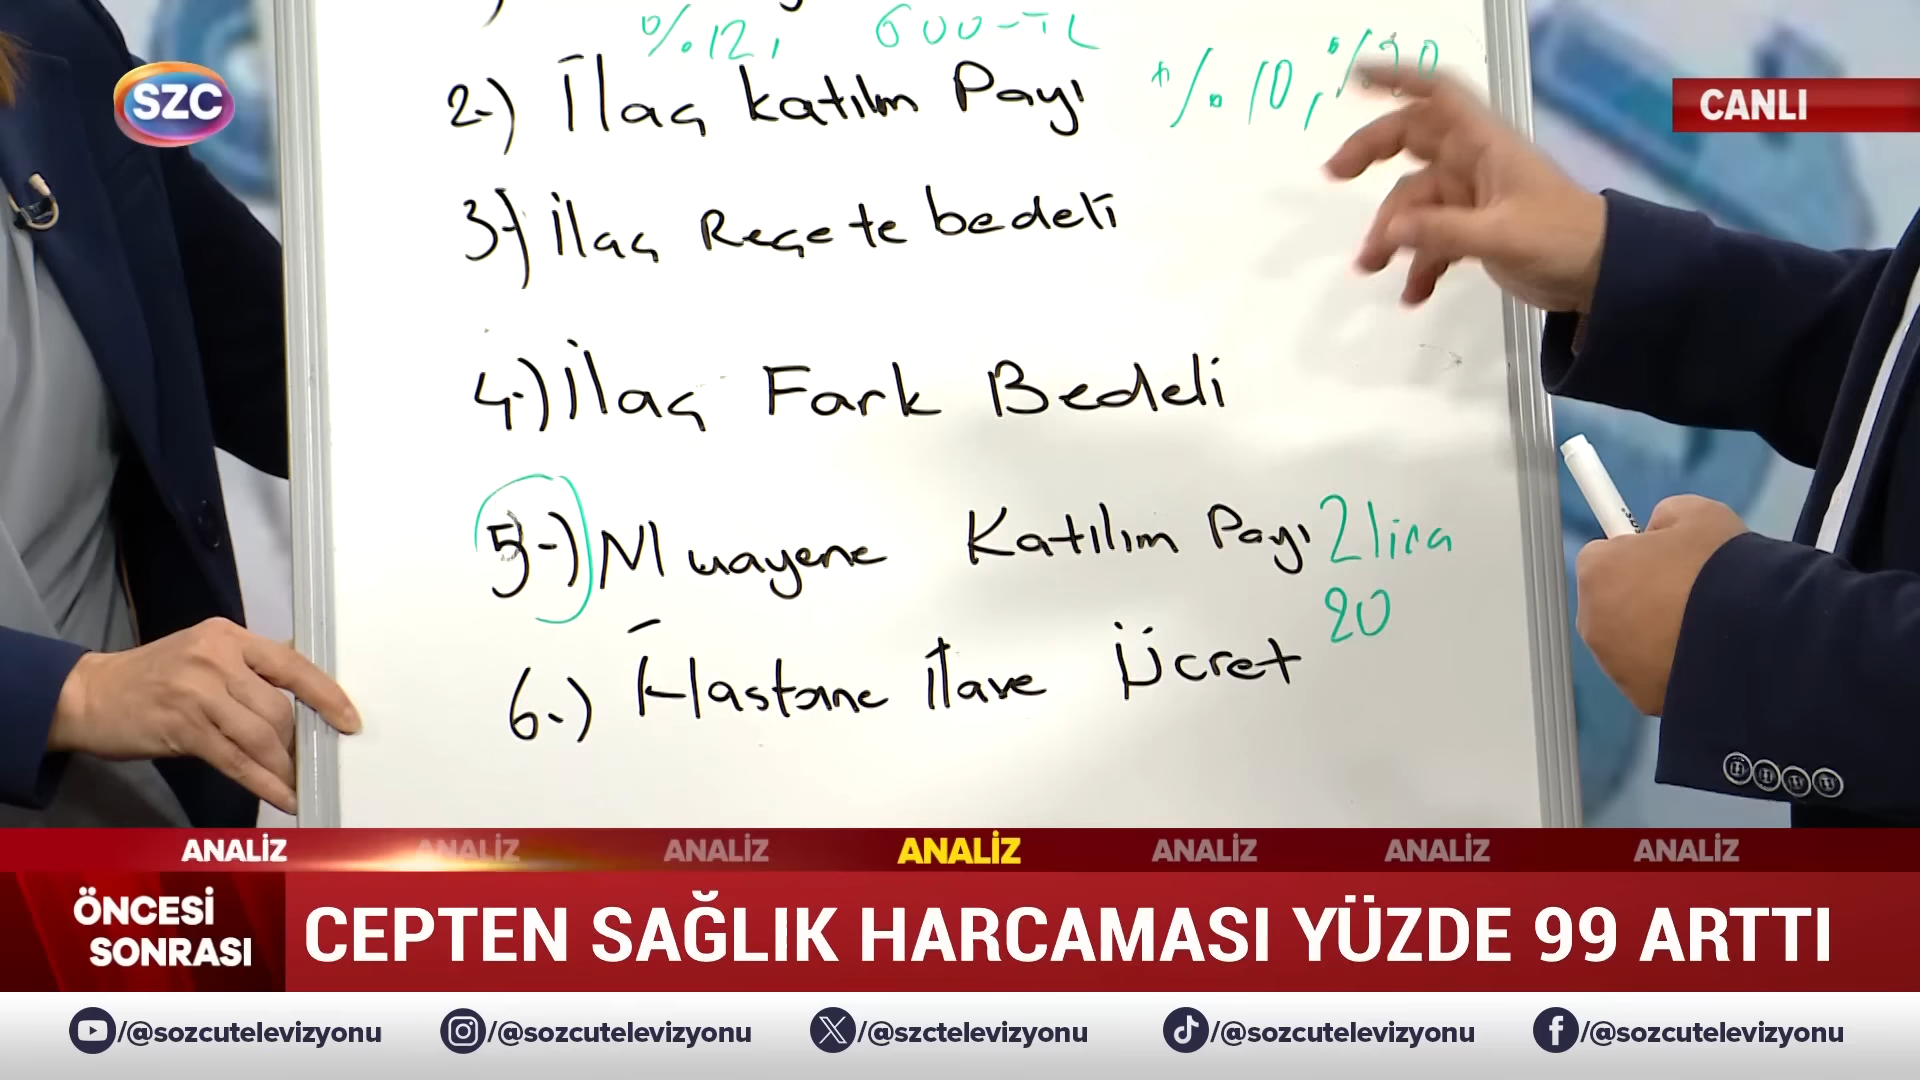 %12, 600-TL
SZC
2-) İlaç katılım Payı %10, %20
CANLI
3-) İlaç Reçete bedeli
4-) İlaç Fark Bedeli
5-) Muayene Katılım Payı 2 lira
20
6-) Hastane İlave Ücret
ANALİZ ANALİZ ANALİZ ANALİZ ANALİZ ANALİZ ANALİZ
ÖNCESİ
SONRASI
CEPTEN SAĞLIK HARCAMASI YÜZDE 99 ARTTI
/@sozcutelevizyonu /@sozcutelevizyonu /@szctelevizyonu /@sozcutelevizyonu /@sozcutelevizyonu